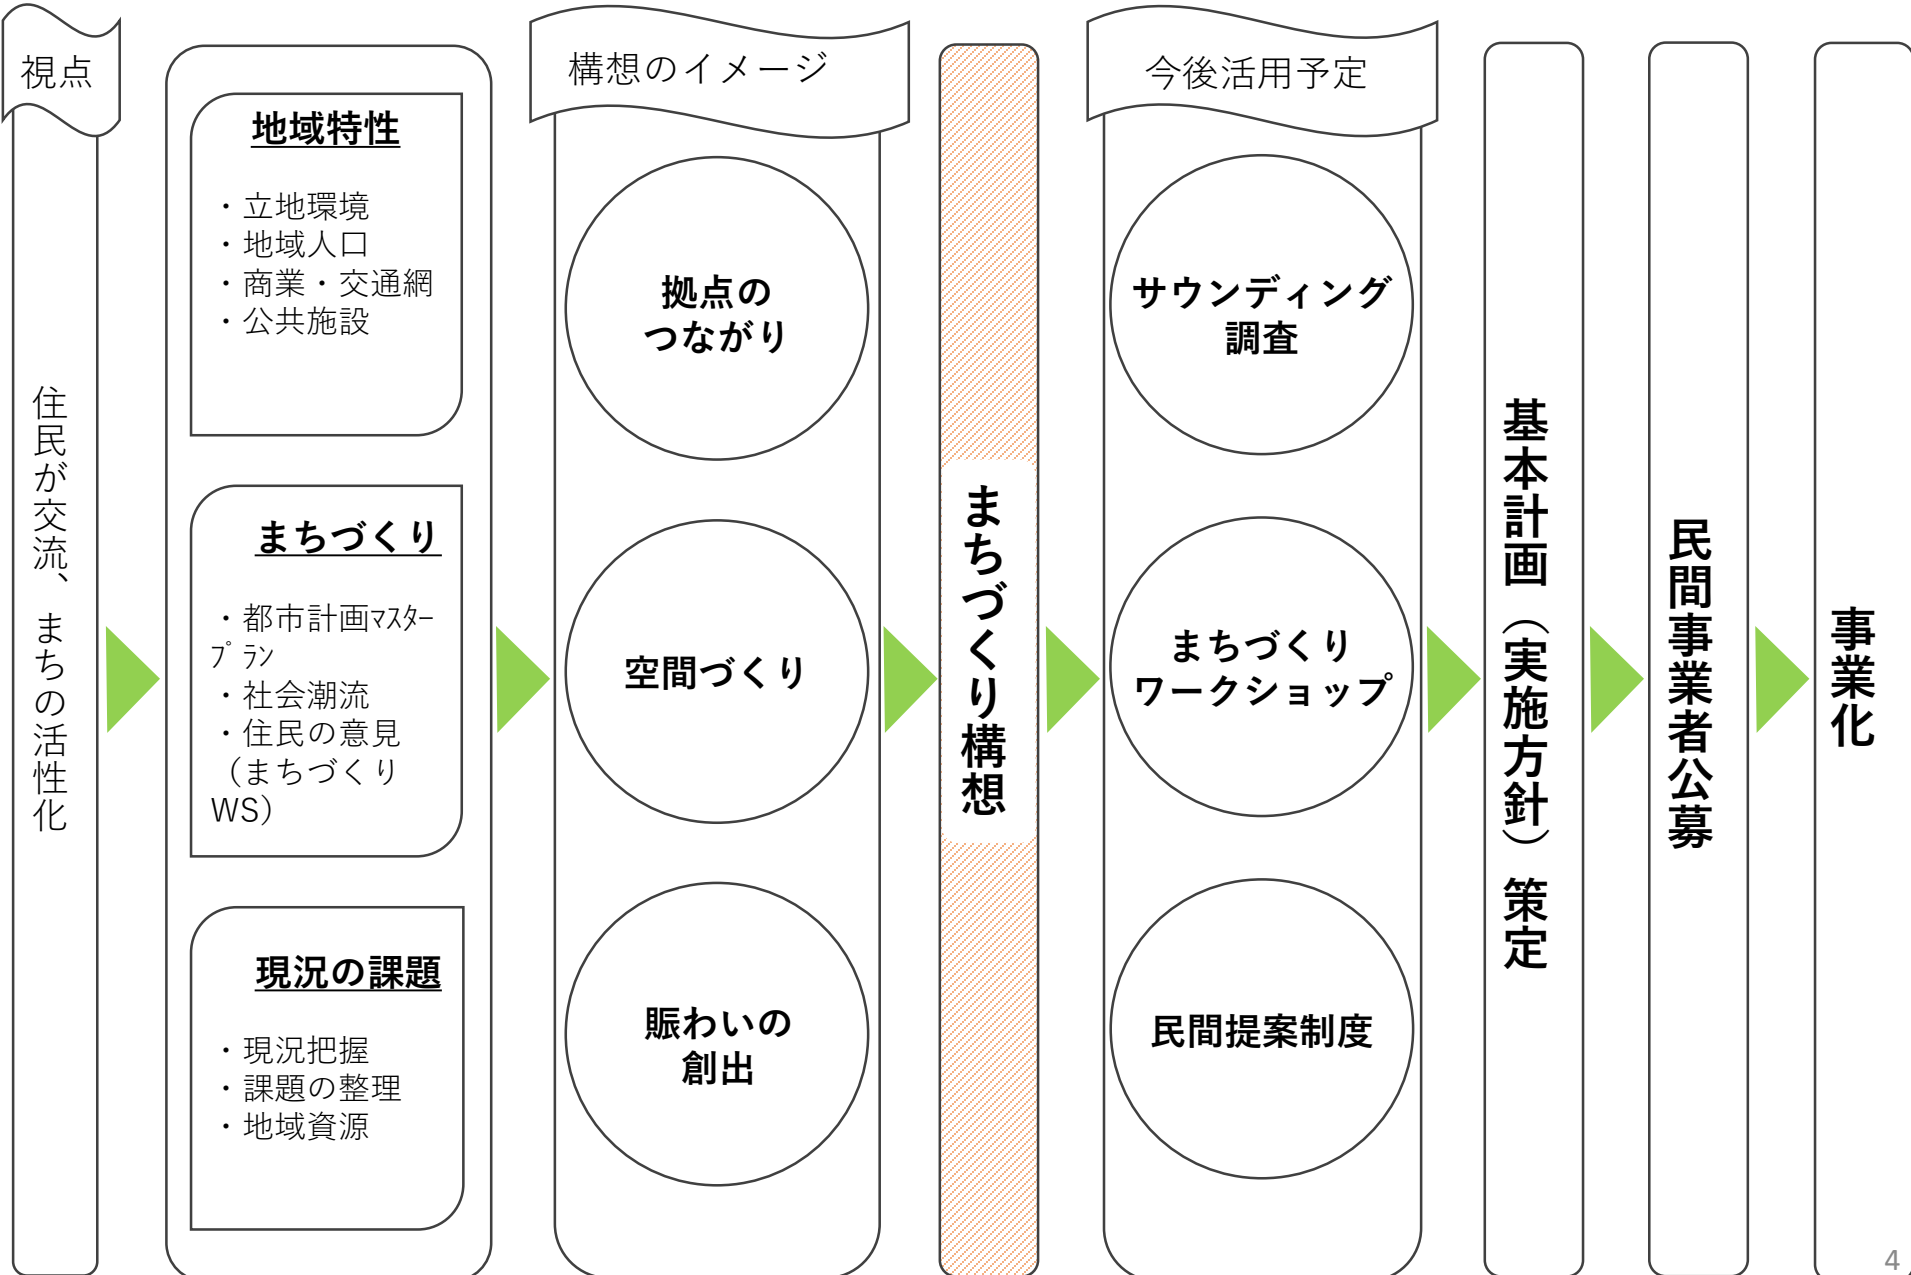 視点
住民が交流、まちの活性化
地域特性
・立地環境
・地域人口
・商業・交通網
・公共施設
まちづくり
・都市計画ﾏｽﾀｰ
ﾌﾟﾗﾝ
・社会潮流
・住民の意見
（まちづくり
WS）
現況の課題
・現況把握
・課題の整理
・地域資源
構想のイメージ
拠点の
つながり
空間づくり
賑わいの
創出
まちづくり構想
今後活用予定
サウンディング
調査
まちづくり
ワークショップ
民間提案制度
基本計画（実施方針）策定
民間事業者公募
事業化
4